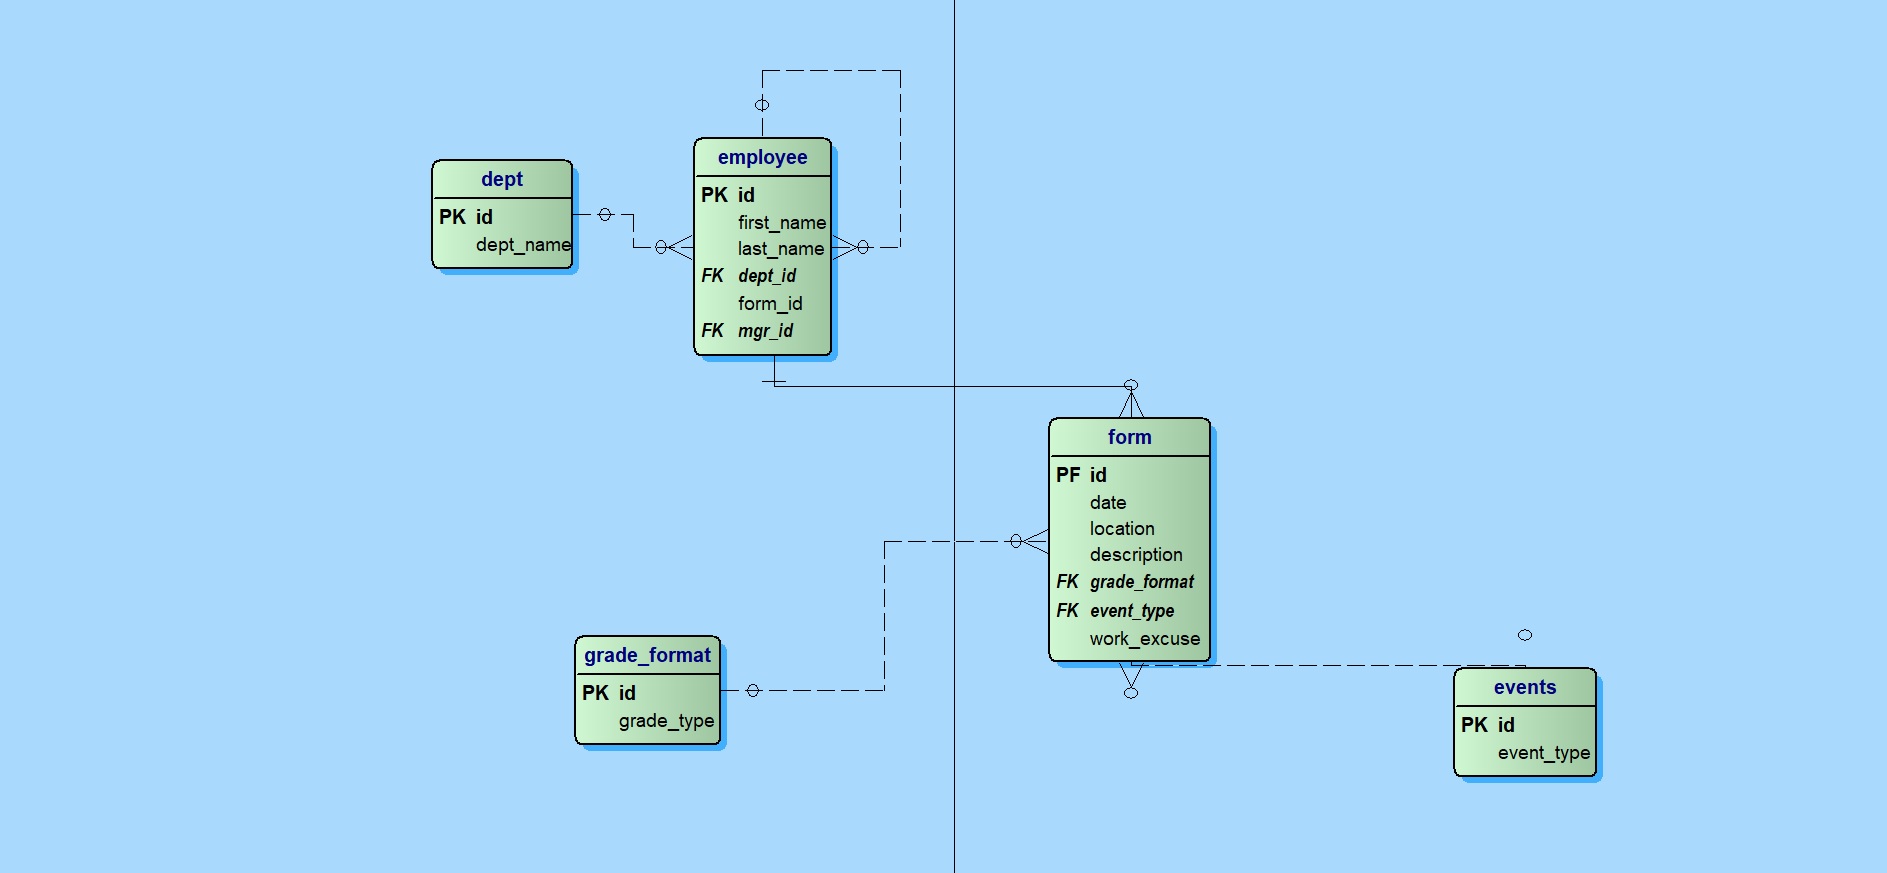 employee
PK id
first_name
last_name
FK dept_id
form_id
FK mgr_id
dept
PK id
dept_name
form
PF id
date
location
description
FK grade_format
FK event_type
work_excuse
grade_format
PK id
grade_type
events
PK id
event_type